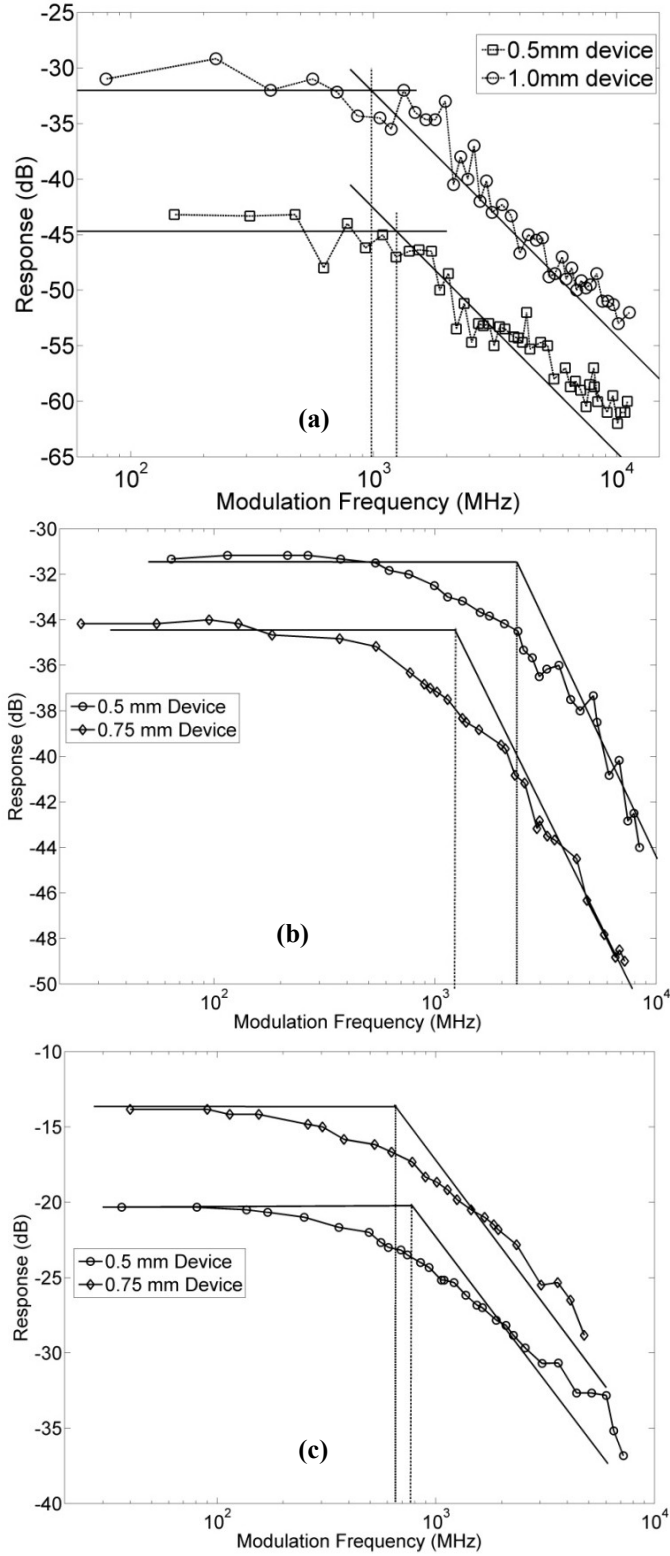 -25
-30
-35
-40
-45
-50
-55
-60
-65
Response (dB)
0.5mm device
1.0mm device
(a)
10^2
10^3
10^4
Modulation Frequency (MHz)
-30
-32
-34
-36
-38
-40
-42
-44
-46
-48
-50
Response (dB)
0.5 mm Device
0.75 mm Device
(b)
10^2
10^3
10^4
Modulation Frequency (MHz)
-10
-15
-20
-25
-30
-35
-40
Response (dB)
0.5 mm Device
0.75 mm Device
(c)
10^2
10^3
10^4
Modulation Frequency (MHz)